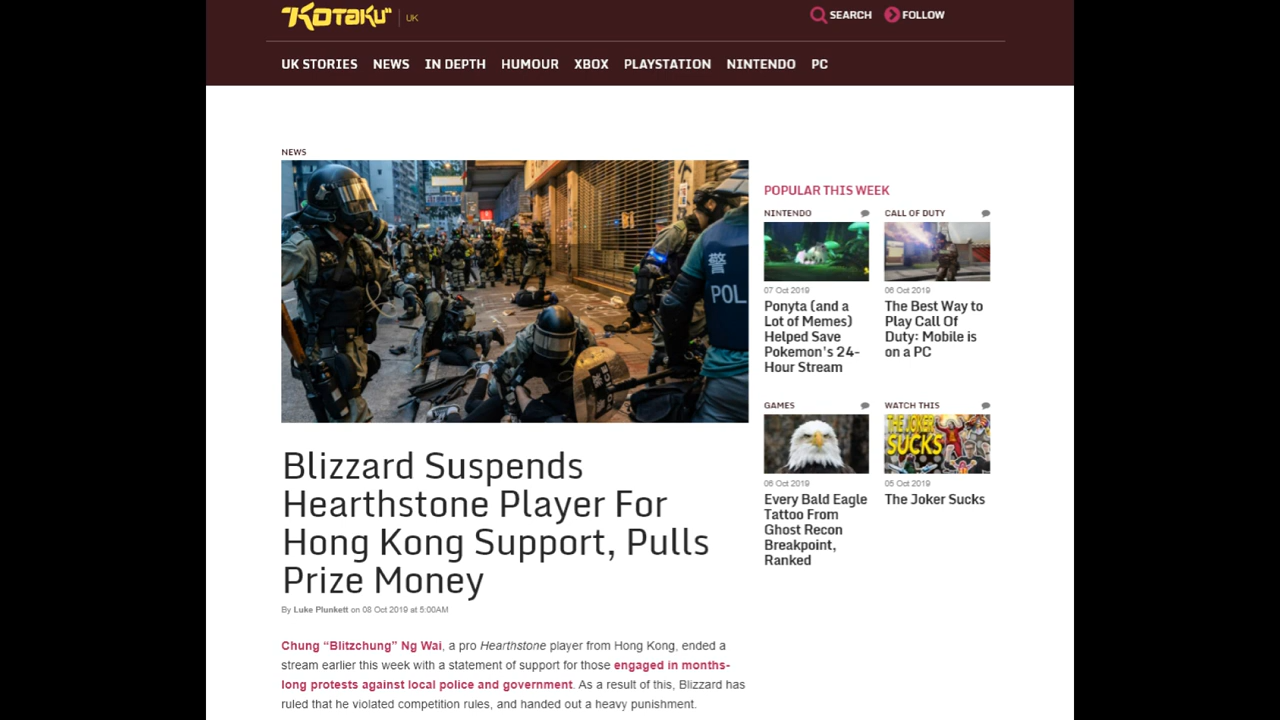 KOTAKU UK
SEARCH FOLLOW
UK STORIES NEWS IN DEPTH HUMOUR XBOX PLAYSTATION NINTENDO PC
NEWS
警
POL
Blizzard Suspends
Hearthstone Player For
Hong Kong Support, Pulls
Prize Money
By Luke Plunkett on 08 Oct 2019 at 5:00AM
Chung “Blitzchung” Ng Wai, a pro Hearthstone player from Hong Kong, ended a
stream earlier this week with a statement of support for those engaged in months-
long protests against local police and government. As a result of this, Blizzard has
ruled that he violated competition rules, and handed out a heavy punishment.
POPULAR THIS WEEK
NINTENDO
07 Oct 2019
Ponyta (and a
Lot of Memes)
Helped Save
Pokemon's 24-
Hour Stream
CALL OF DUTY
06 Oct 2019
The Best Way to
Play Call Of
Duty: Mobile is
on a PC
GAMES
06 Oct 2019
Every Bald Eagle
Tattoo From
Ghost Recon
Breakpoint,
Ranked
WATCH THIS
THE JOKER
SUCKS
05 Oct 2019
The Joker Sucks